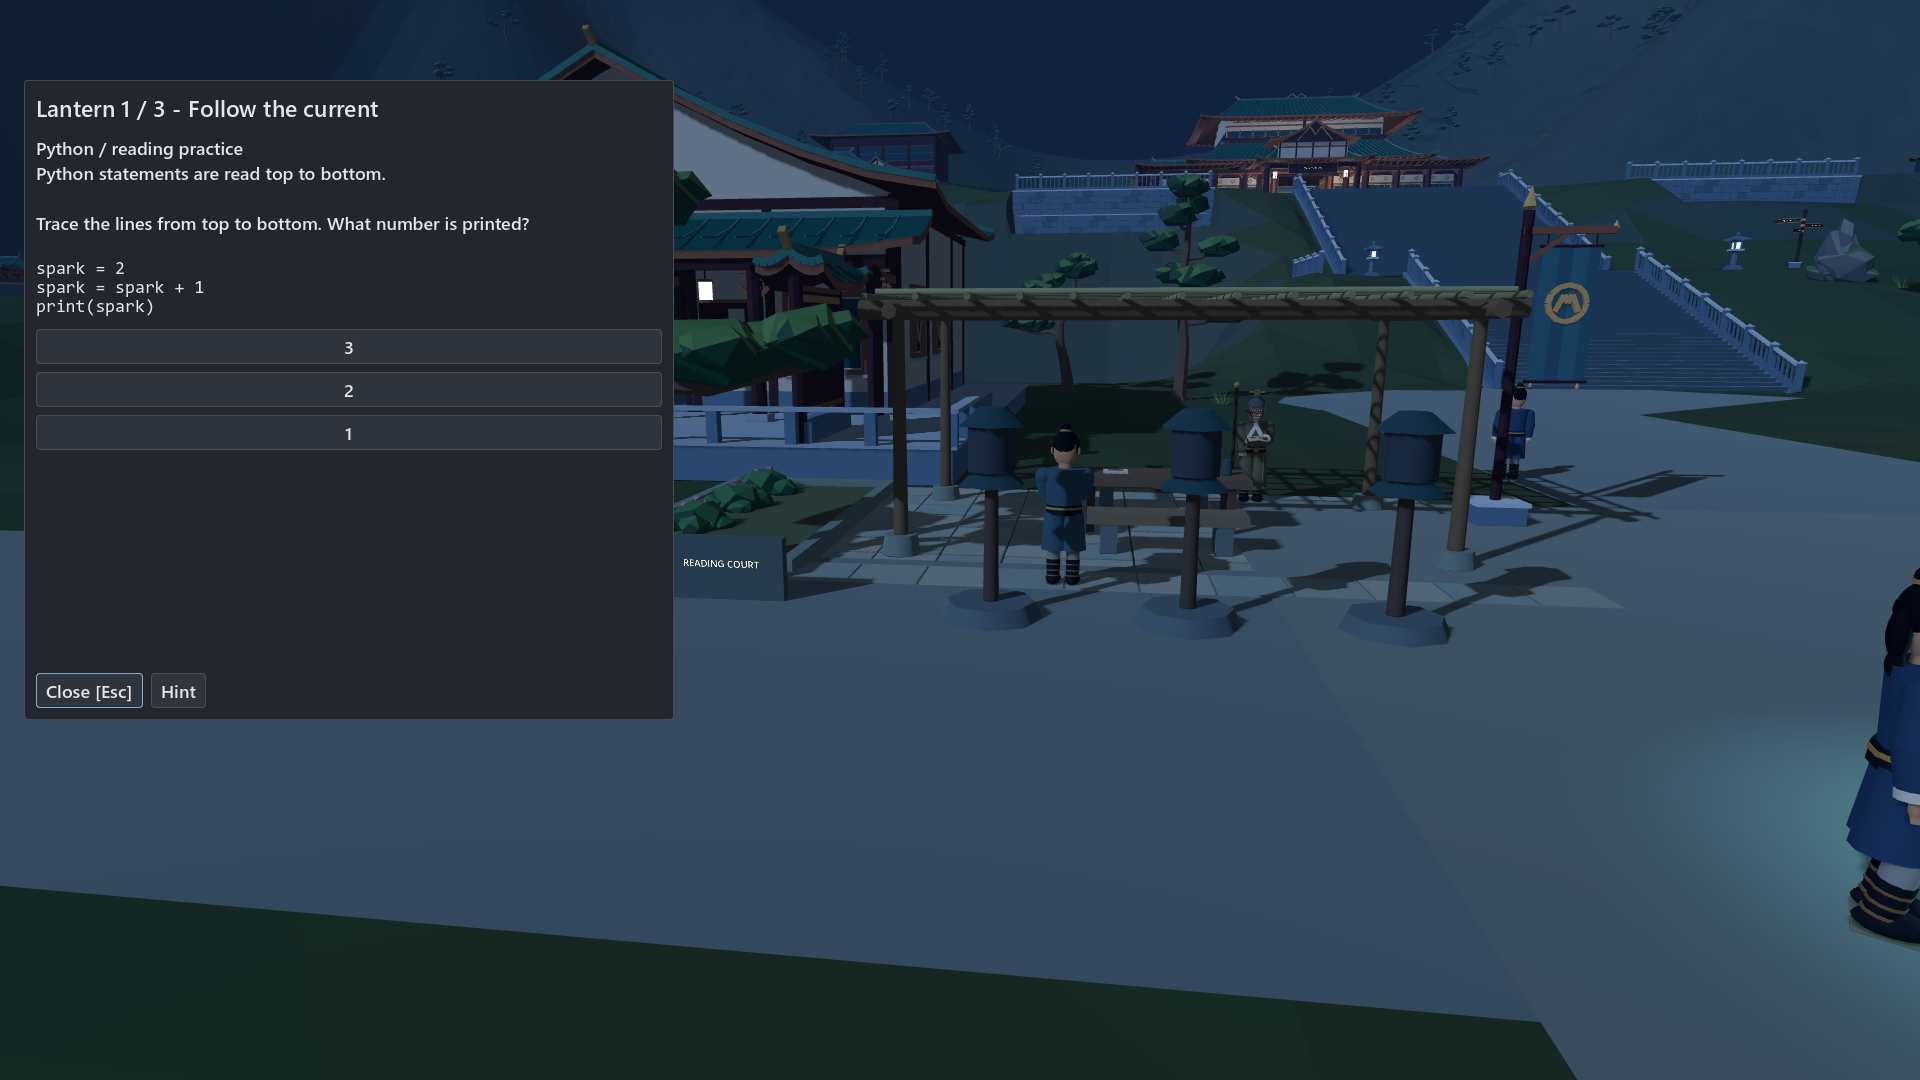 Lantern 1 / 3 - Follow the current
Python / reading practice
Python statements are read top to bottom.
Trace the lines from top to bottom. What number is printed?
spark = 2
spark = spark + 1
print(spark)
3
2
1
Close [Esc]
Hint
READING COURT